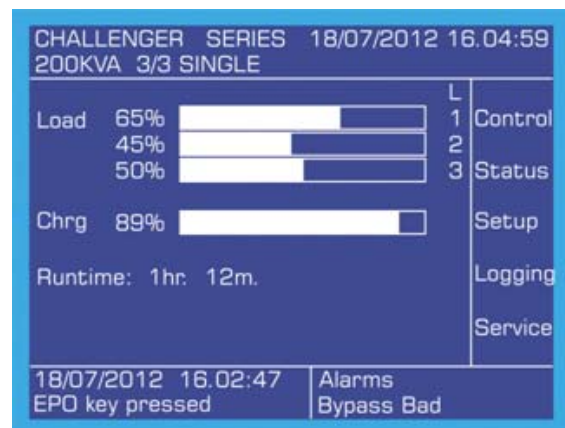 CHALLENGER SERIES 18/07/2012 16.04:59
200KVA 3/3 SINGLE
L
Load 65% 1 Control
45% 2
50% 3 Status
Chrg 89% Setup
Runtime: 1hr. 12m. Logging
Service
18/07/2012 16.02:47 Alarms
EPO key pressed Bypass Bad